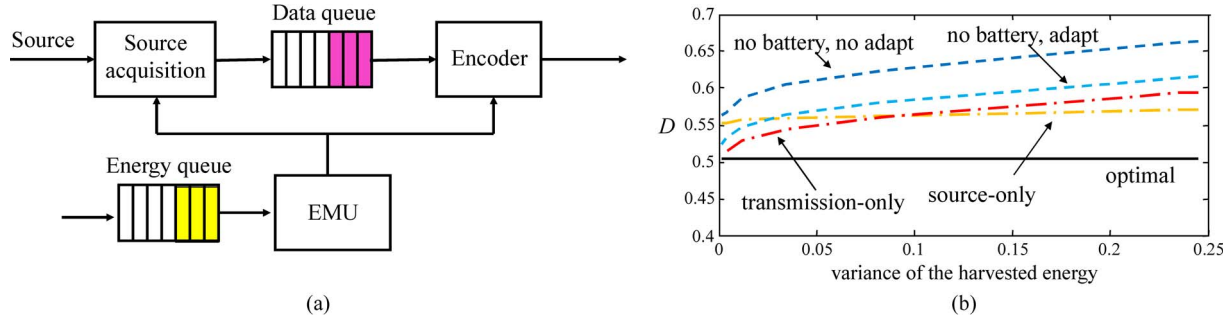 Data queue
Source
Source
acquisition
Encoder
Energy queue
EMU
(a)
0.7
0.65
0.6
0.55
0.5
0.45
0.4
D
no battery, no adapt
no battery, adapt
optimal
transmission-only
source-only
0
0.05
0.1
0.15
0.2
0.25
variance of the harvested energy
(b)